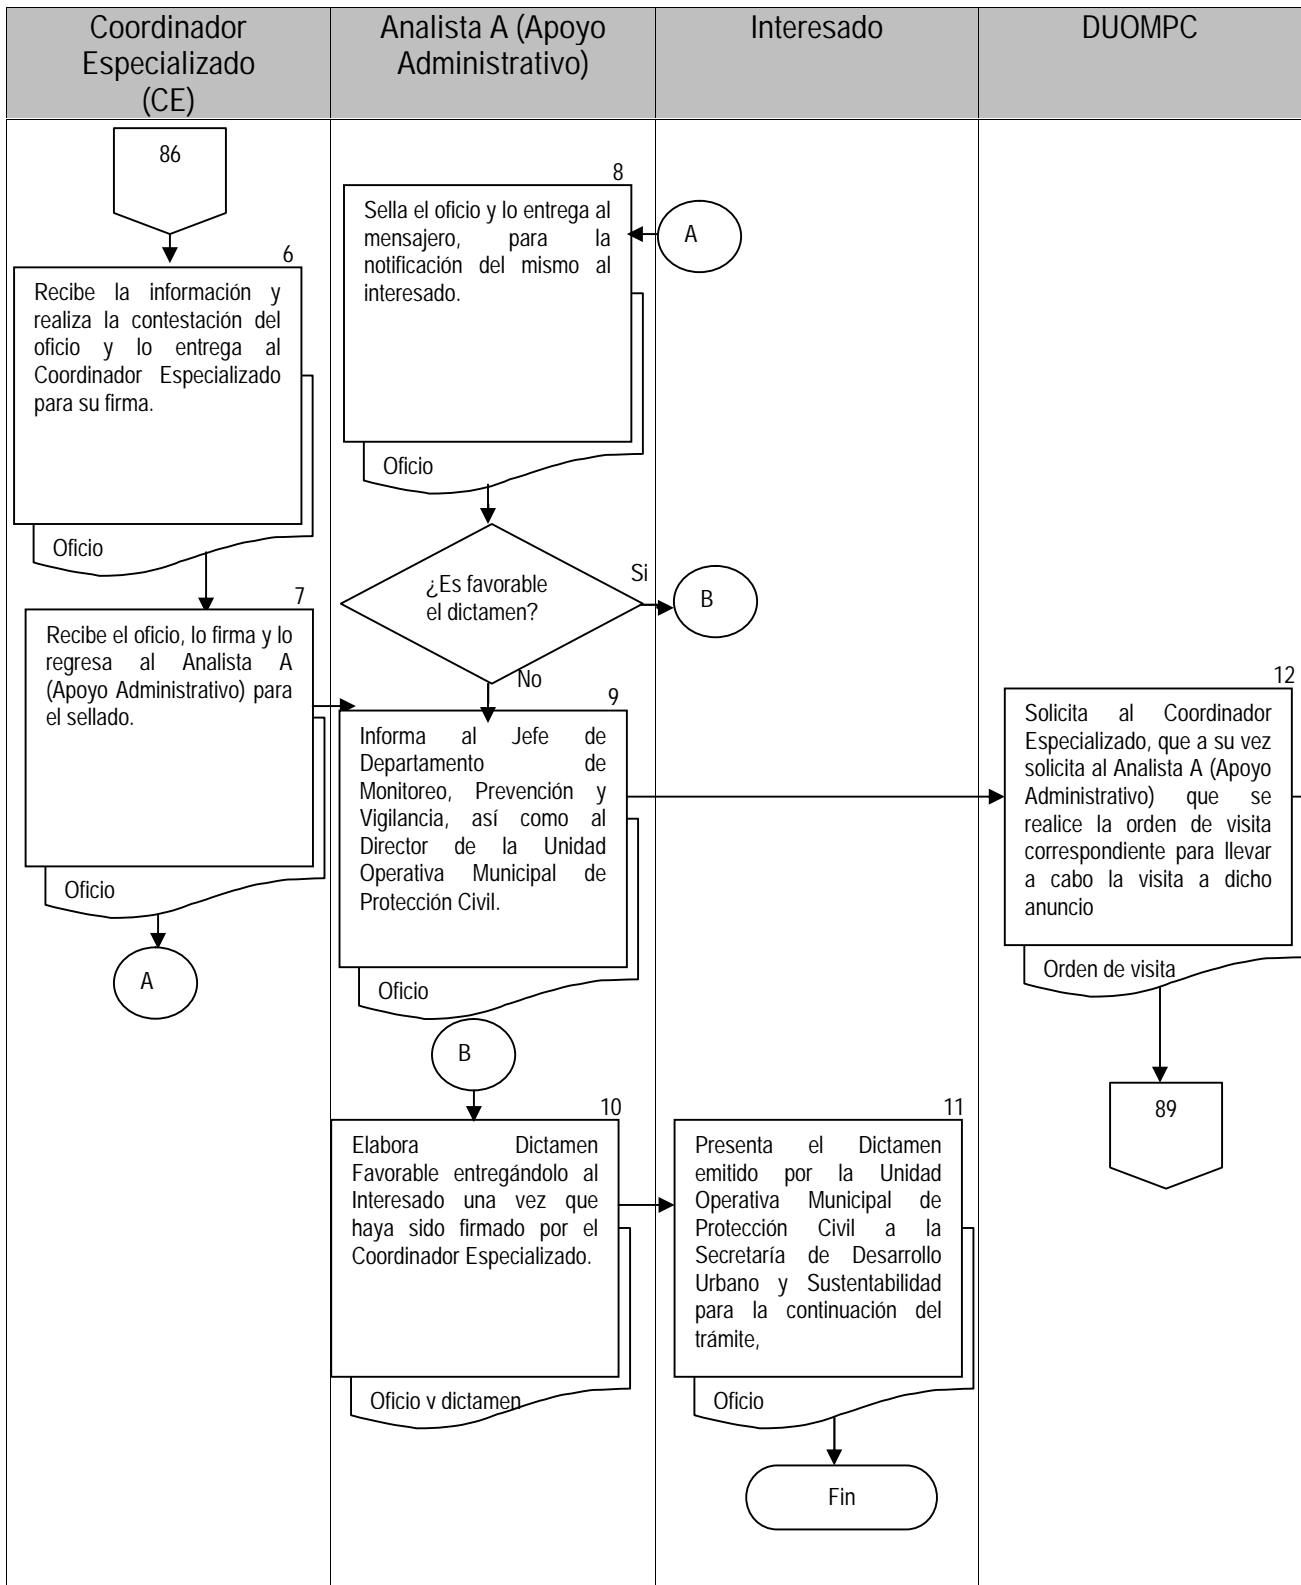 Coordinador
Especializado
(CE)
Analista A (Apoyo
Administrativo)
Interesado
DUOMPC
86
6
Recibe la información y
realiza la contestación del
oficio y lo entrega al
Coordinador Especializado
para su firma.
Oficio
7
Recibe el oficio, lo firma y lo
regresa al Analista A
(Apoyo Administrativo) para
el sellado.
Oficio
A
8
Sella el oficio y lo entrega al
mensajero, para la
notificación del mismo al
interesado.
Oficio
A
¿Es favorable
el dictamen?
Si
B
No
9
Informa al Jefe de
Departamento de
Monitoreo, Prevención y
Vigilancia, así como al
Director de la Unidad
Operativa Municipal de
Protección Civil.
Oficio
B
10
Elabora Dictamen
Favorable entregándolo al
Interesado una vez que
haya sido firmado por el
Coordinador Especializado.
Oficio v dictamen
11
Presenta el Dictamen
emitido por la Unidad
Operativa Municipal de
Protección Civil a la
Secretaría de Desarrollo
Urbano y Sustentabilidad
para la continuación del
trámite,
Oficio
Fin
12
Solicita al Coordinador
Especializado, que a su vez
solicita al Analista A (Apoyo
Administrativo) que se
realice la orden de visita
correspondiente para llevar
a cabo la visita a dicho
anuncio
Orden de visita
89